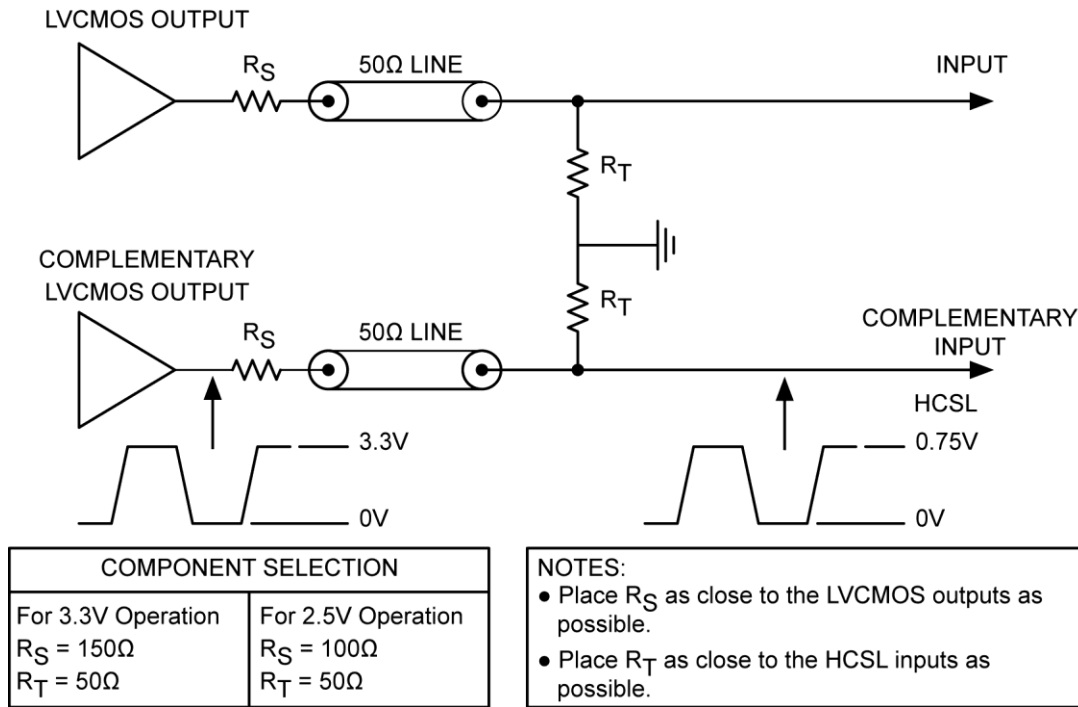 LVCMOS OUTPUT
RS
50Ω LINE
INPUT
RT
COMPLEMENTARY
LVCMOS OUTPUT
RS
50Ω LINE
RT
COMPLEMENTARY
INPUT
HCSL
3.3V
0V
0.75V
0V
COMPONENT SELECTION
For 3.3V Operation
RS = 150Ω
RT = 50Ω
For 2.5V Operation
RS = 100Ω
RT = 50Ω
NOTES:
● Place RS as close to the LVCMOS outputs as
possible.
● Place RT as close to the HCSL inputs as
possible.